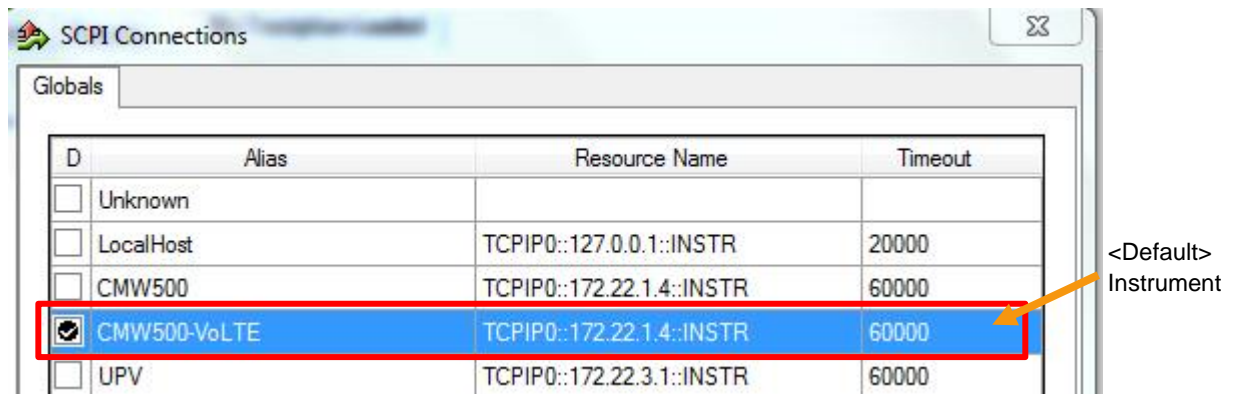 SCPI Connections
Globals
D Alias Resource Name Timeout
Unknown
LocalHost TCPIP0::127.0.0.1::INSTR 20000
CMW500 TCPIP0::172.22.1.4::INSTR 60000
CMW500-VoLTE TCPIP0::172.22.1.4::INSTR 60000
UPV TCPIP0::172.22.3.1::INSTR 60000
<Default>
Instrument